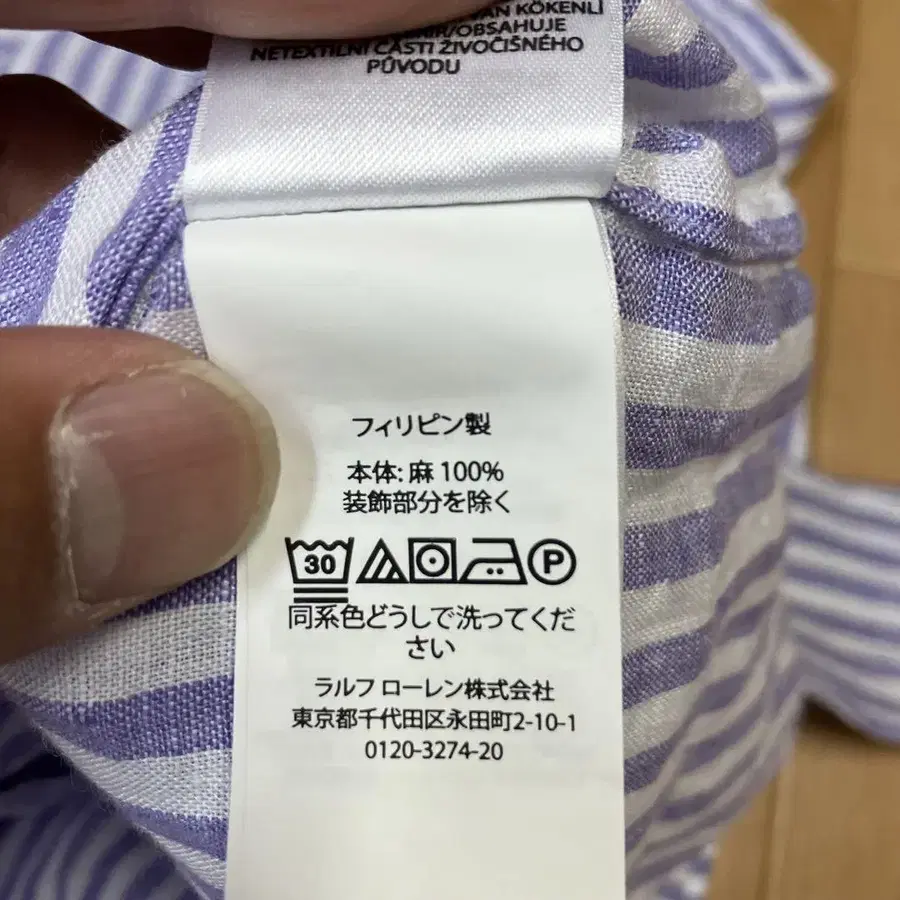 VAN KÖKENLİ
/OBSAHUJE
NETEXTILNÍ ČÁSTI ŽIVOČIŠNÉHO
PŮVODU
フィリピン製
本体: 麻 100%
装飾部分を除く
30
P
同系色どうしで洗ってくだ
さい
ラルフ ローレン株式会社
東京都千代田区永田町2-10-1
0120-3274-20